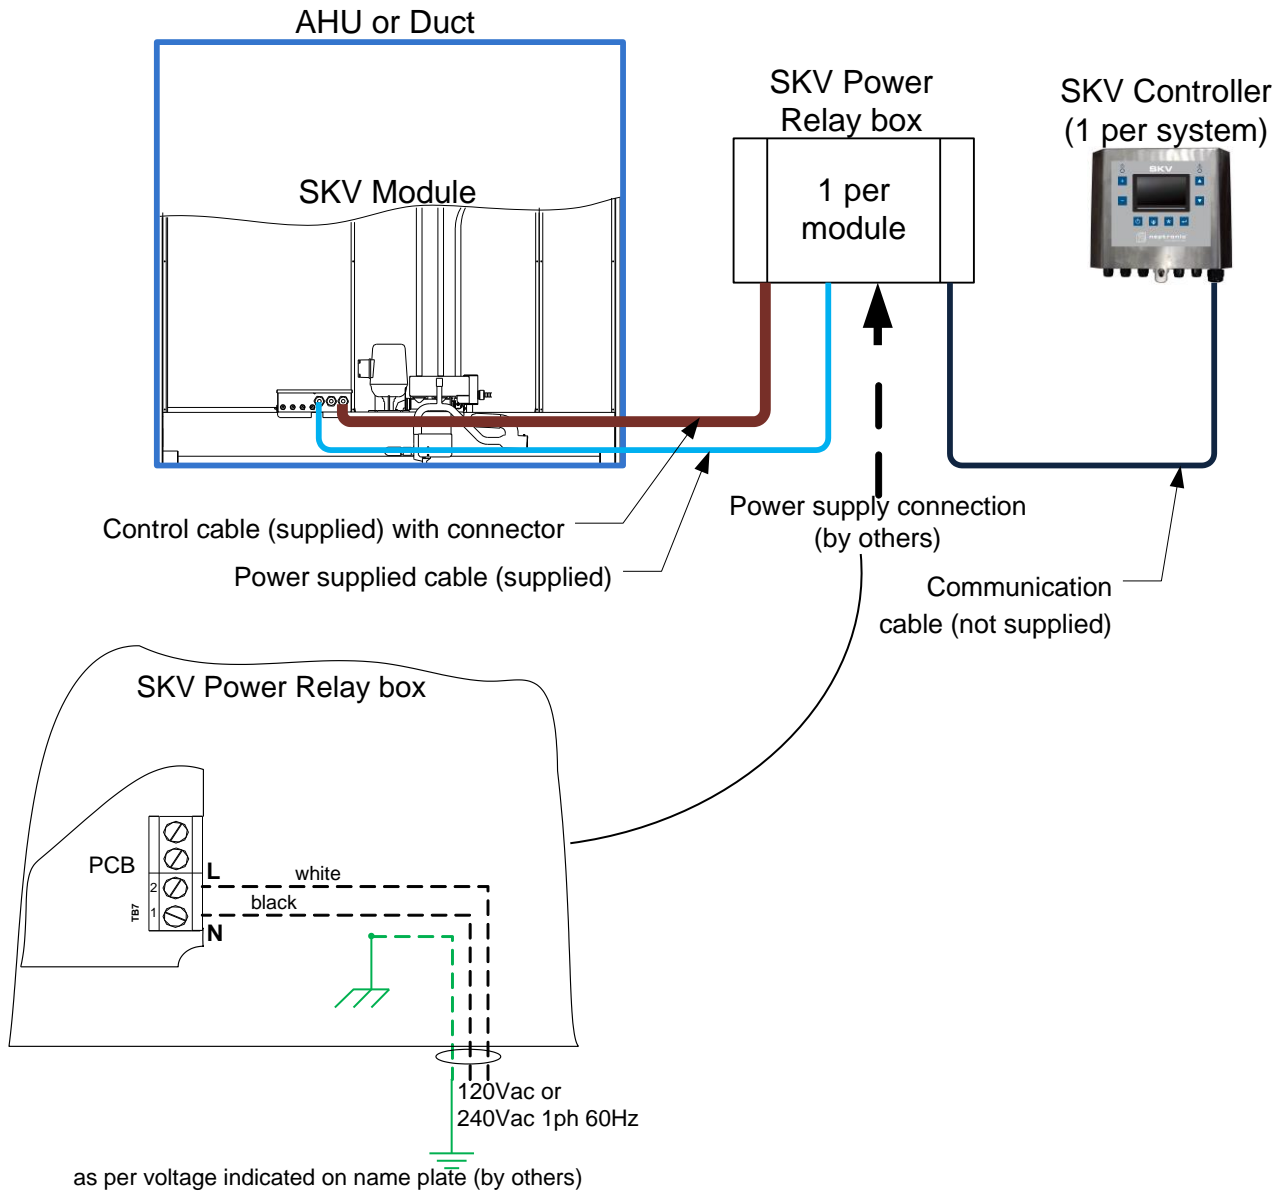 AHU or Duct
SKV Power
Relay box
SKV Controller
(1 per system)
SKV Module
1 per
module
SKV
neptronic
Control cable (supplied) with connector
Power supplied cable (supplied)
Power supply connection
(by others)
Communication
cable (not supplied)
SKV Power Relay box
PCB
L
white
2
black
1
TB7
N
120Vac or
240Vac 1ph 60Hz
as per voltage indicated on name plate (by others)